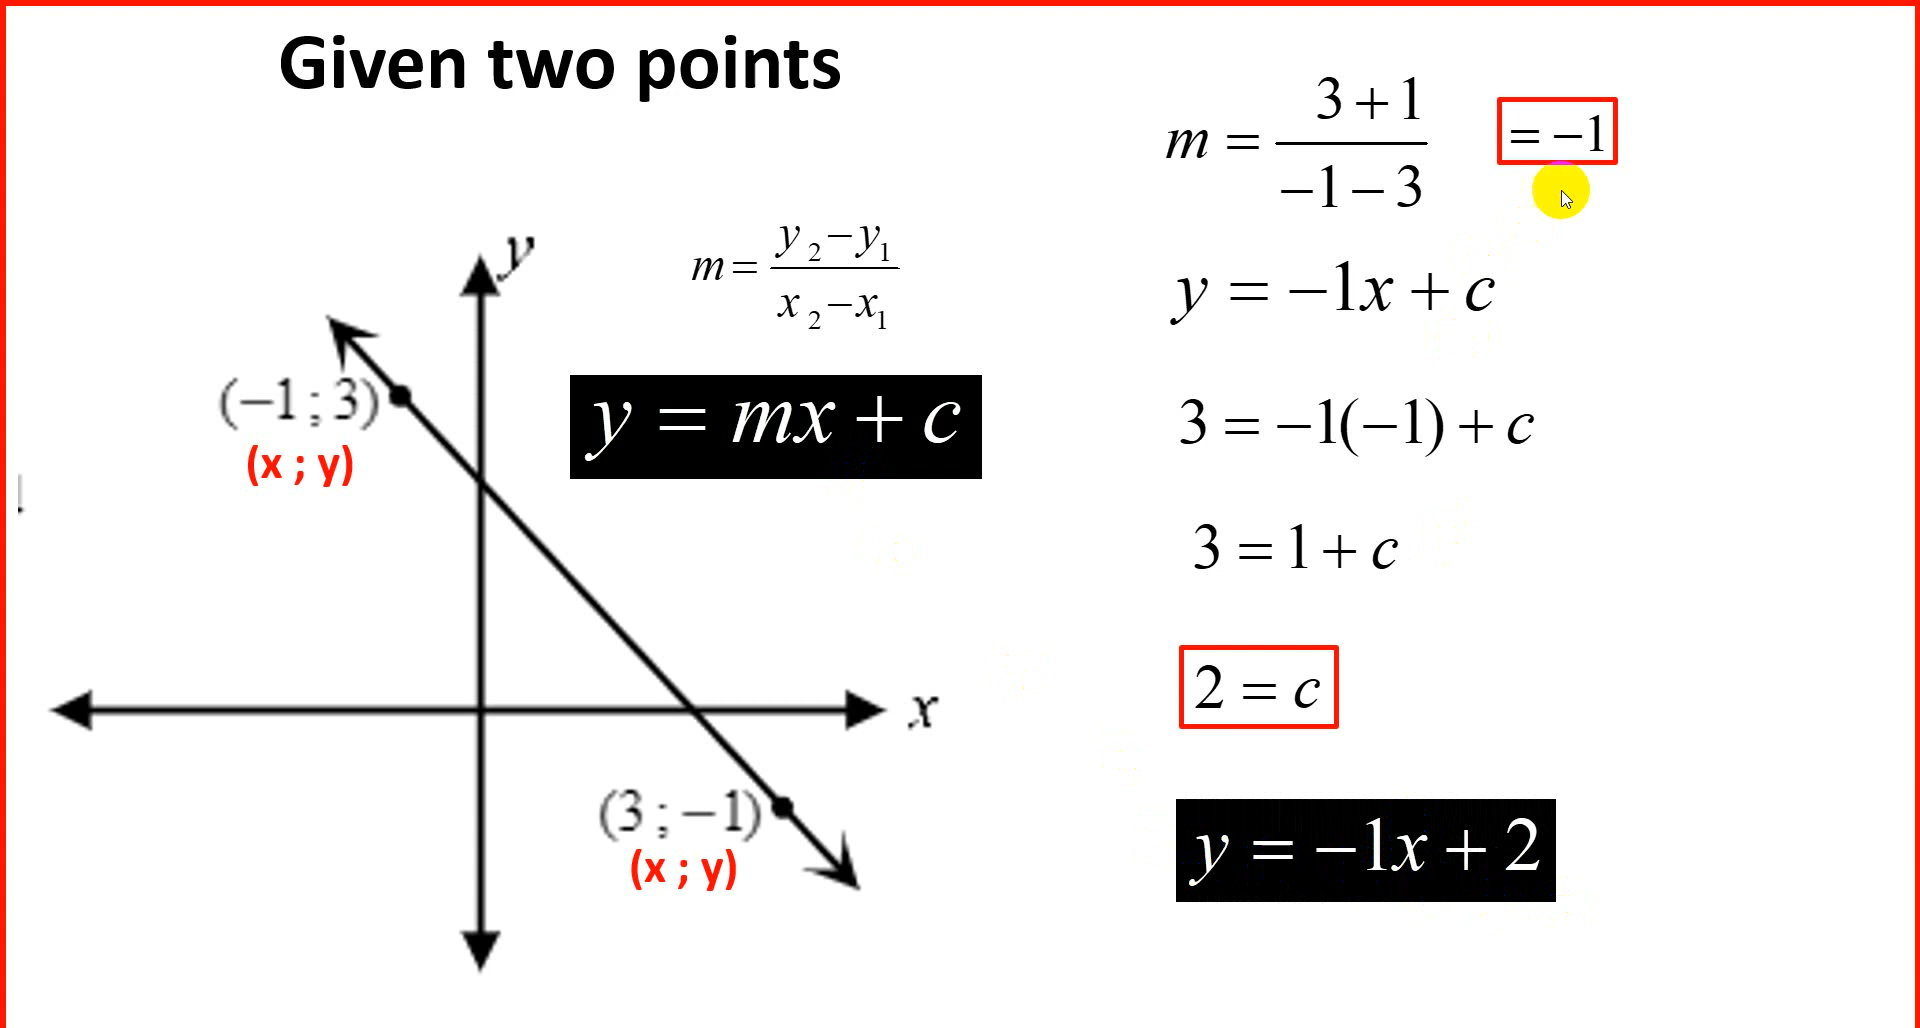 Given two points
y
(−1 ; 3)
(x ; y)
m = y₂ − y₁ / x₂ − x₁
y = mx + c
x
(3 ; −1)
(x ; y)
m = 3 + 1 / −1 − 3 = −1
y = −1x + c
3 = −1(−1) + c
3 = 1 + c
2 = c
y = −1x + 2